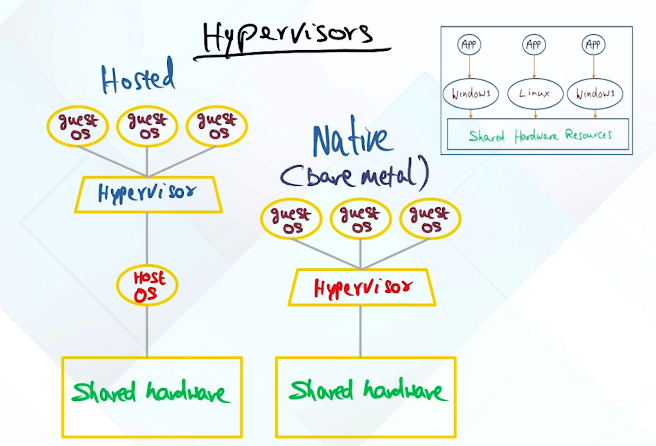 Hypervisors
Hosted
guest
OS
guest
OS
guest
OS
Hypervisor
Host
OS
Shared hardware
Native
(bare metal)
guest
OS
guest
OS
guest
OS
Hypervisor
Shared hardware
App
App
App
Windows
Linux
Windows
Shared Hardware Resources